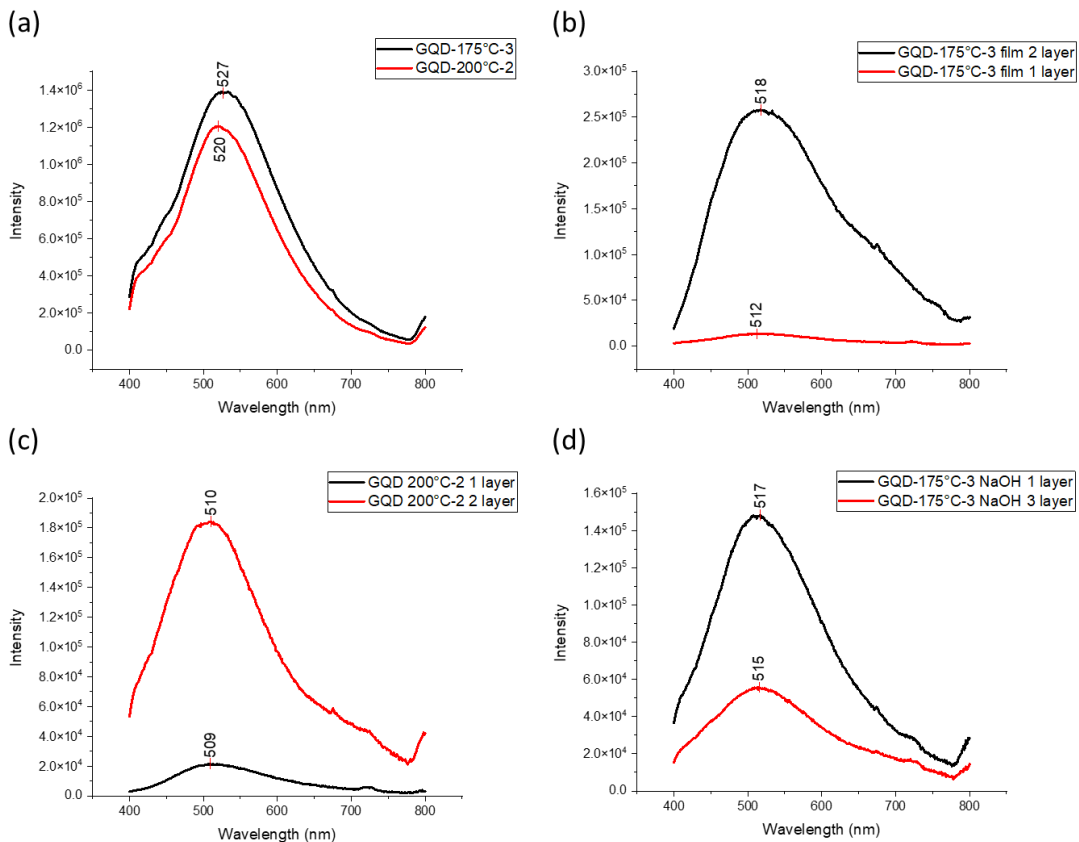 (a)
GQD-175°C-3
GQD-200°C-2
527
520
1.4×10⁶
1.2×10⁶
1.0×10⁶
8.0×10⁵
6.0×10⁵
4.0×10⁵
2.0×10⁵
0.0
Intensity
400 500 600 700 800
Wavelength (nm)
(b)
GQD-175°C-3 film 2 layer
GQD-175°C-3 film 1 layer
518
512
3.0×10⁵
2.5×10⁵
2.0×10⁵
1.5×10⁵
1.0×10⁵
5.0×10⁴
0.0
Intensity
400 500 600 700 800
Wavelength (nm)
(c)
GQD 200°C-2 1 layer
GQD 200°C-2 2 layer
510
509
2.0×10⁵
1.8×10⁵
1.6×10⁵
1.4×10⁵
1.2×10⁵
1.0×10⁵
8.0×10⁴
6.0×10⁴
4.0×10⁴
2.0×10⁴
0.0
Intensity
400 500 600 700 800
Wavelength (nm)
(d)
GQD-175°C-3 NaOH 1 layer
GQD-175°C-3 NaOH 3 layer
517
515
1.6×10⁵
1.4×10⁵
1.2×10⁵
1.0×10⁵
8.0×10⁴
6.0×10⁴
4.0×10⁴
2.0×10⁴
0.0
Intensity
400 500 600 700 800
Wavelength (nm)